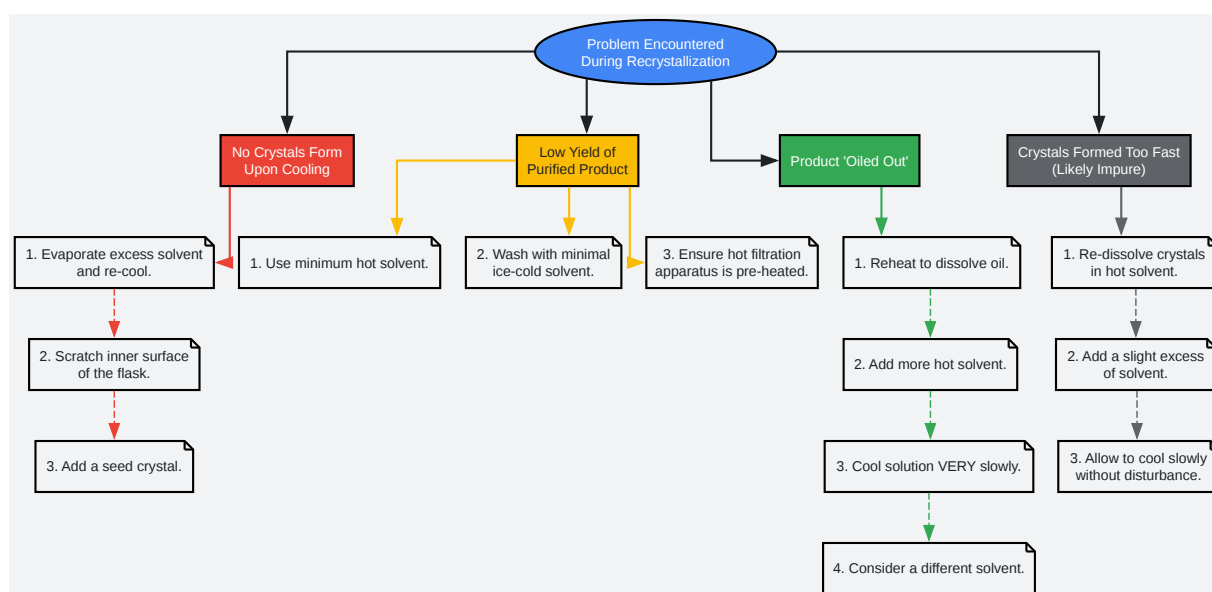 Problem Encountered
During Recrystallization
No Crystals Form
Upon Cooling
Low Yield of
Purified Product
Product 'Oiled Out'
Crystals Formed Too Fast
(Likely Impure)
1. Evaporate excess solvent
and re-cool.
1. Use minimum hot solvent.
2. Wash with minimal
ice-cold solvent.
3. Ensure hot filtration
apparatus is pre-heated.
1. Reheat to dissolve oil.
1. Re-dissolve crystals
in hot solvent.
2. Scratch inner surface
of the flask.
2. Add more hot solvent.
2. Add a slight excess
of solvent.
3. Add a seed crystal.
3. Cool solution VERY slowly.
3. Allow to cool slowly
without disturbance.
4. Consider a different solvent.